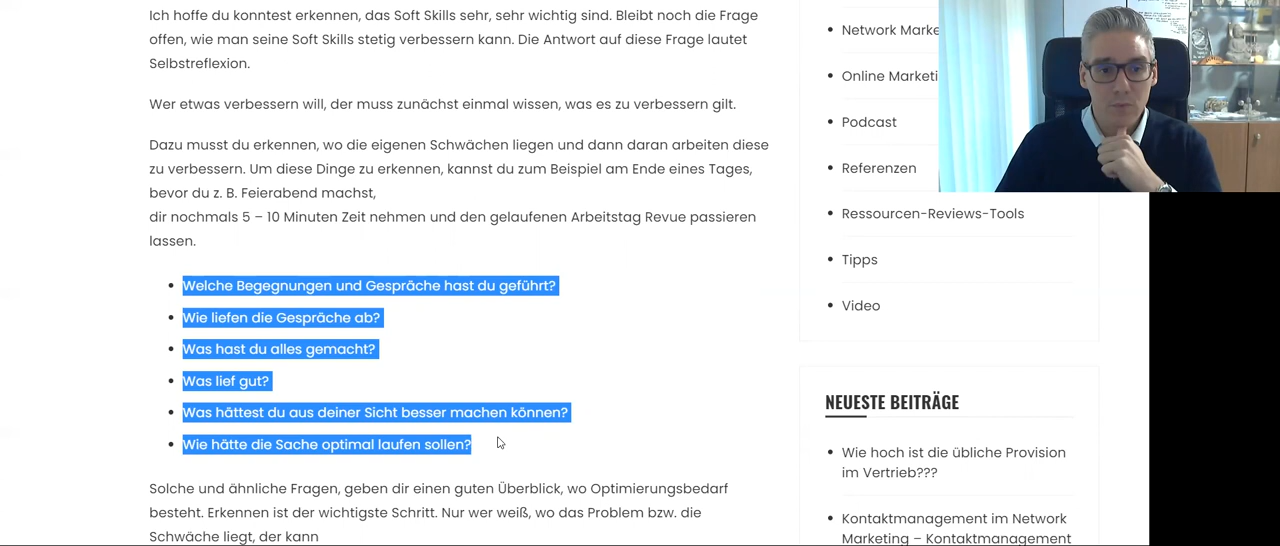 Ich hoffe du konntest erkennen, das Soft Skills sehr, sehr wichtig sind. Bleibt noch die Frage
offen, wie man seine Soft Skills stetig verbessern kann. Die Antwort auf diese Frage lautet
Selbstreflexion.
Wer etwas verbessern will, der muss zunächst einmal wissen, was es zu verbessern gilt.
Dazu musst du erkennen, wo die eigenen Schwächen liegen und dann daran arbeiten diese
zu verbessern. Um diese Dinge zu erkennen, kannst du zum Beispiel am Ende eines Tages,
bevor du z. B. Feierabend machst,
dir nochmals 5 – 10 Minuten Zeit nehmen und den gelaufenen Arbeitstag Revue passieren
lassen.
• Welche Begegnungen und Gespräche hast du geführt?
• Wie liefen die Gespräche ab?
• Was hast du alles gemacht?
• Was lief gut?
• Was hättest du aus deiner Sicht besser machen können?
• Wie hätte die Sache optimal laufen sollen?
Solche und ähnliche Fragen, geben dir einen guten Überblick, wo Optimierungsbedarf
besteht. Erkennen ist der wichtigste Schritt. Nur wer weiß, wo das Problem bzw. die
Schwäche liegt, der kann
• Network Marke
• Online Marketi
• Podcast
• Referenzen
• Ressourcen-Reviews-Tools
• Tipps
• Video
NEUESTE BEITRÄGE
• Wie hoch ist die übliche Provision
im Vertrieb???
• Kontaktmanagement im Network
Marketing – Kontaktmanagement